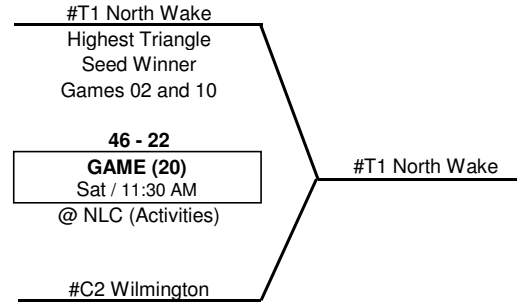 #T1 North Wake
Highest Triangle
Seed Winner
Games 02 and 10
46 - 22
GAME (20)
Sat / 11:30 AM
@ NLC (Activities)
#T1 North Wake
#C2 Wilmington